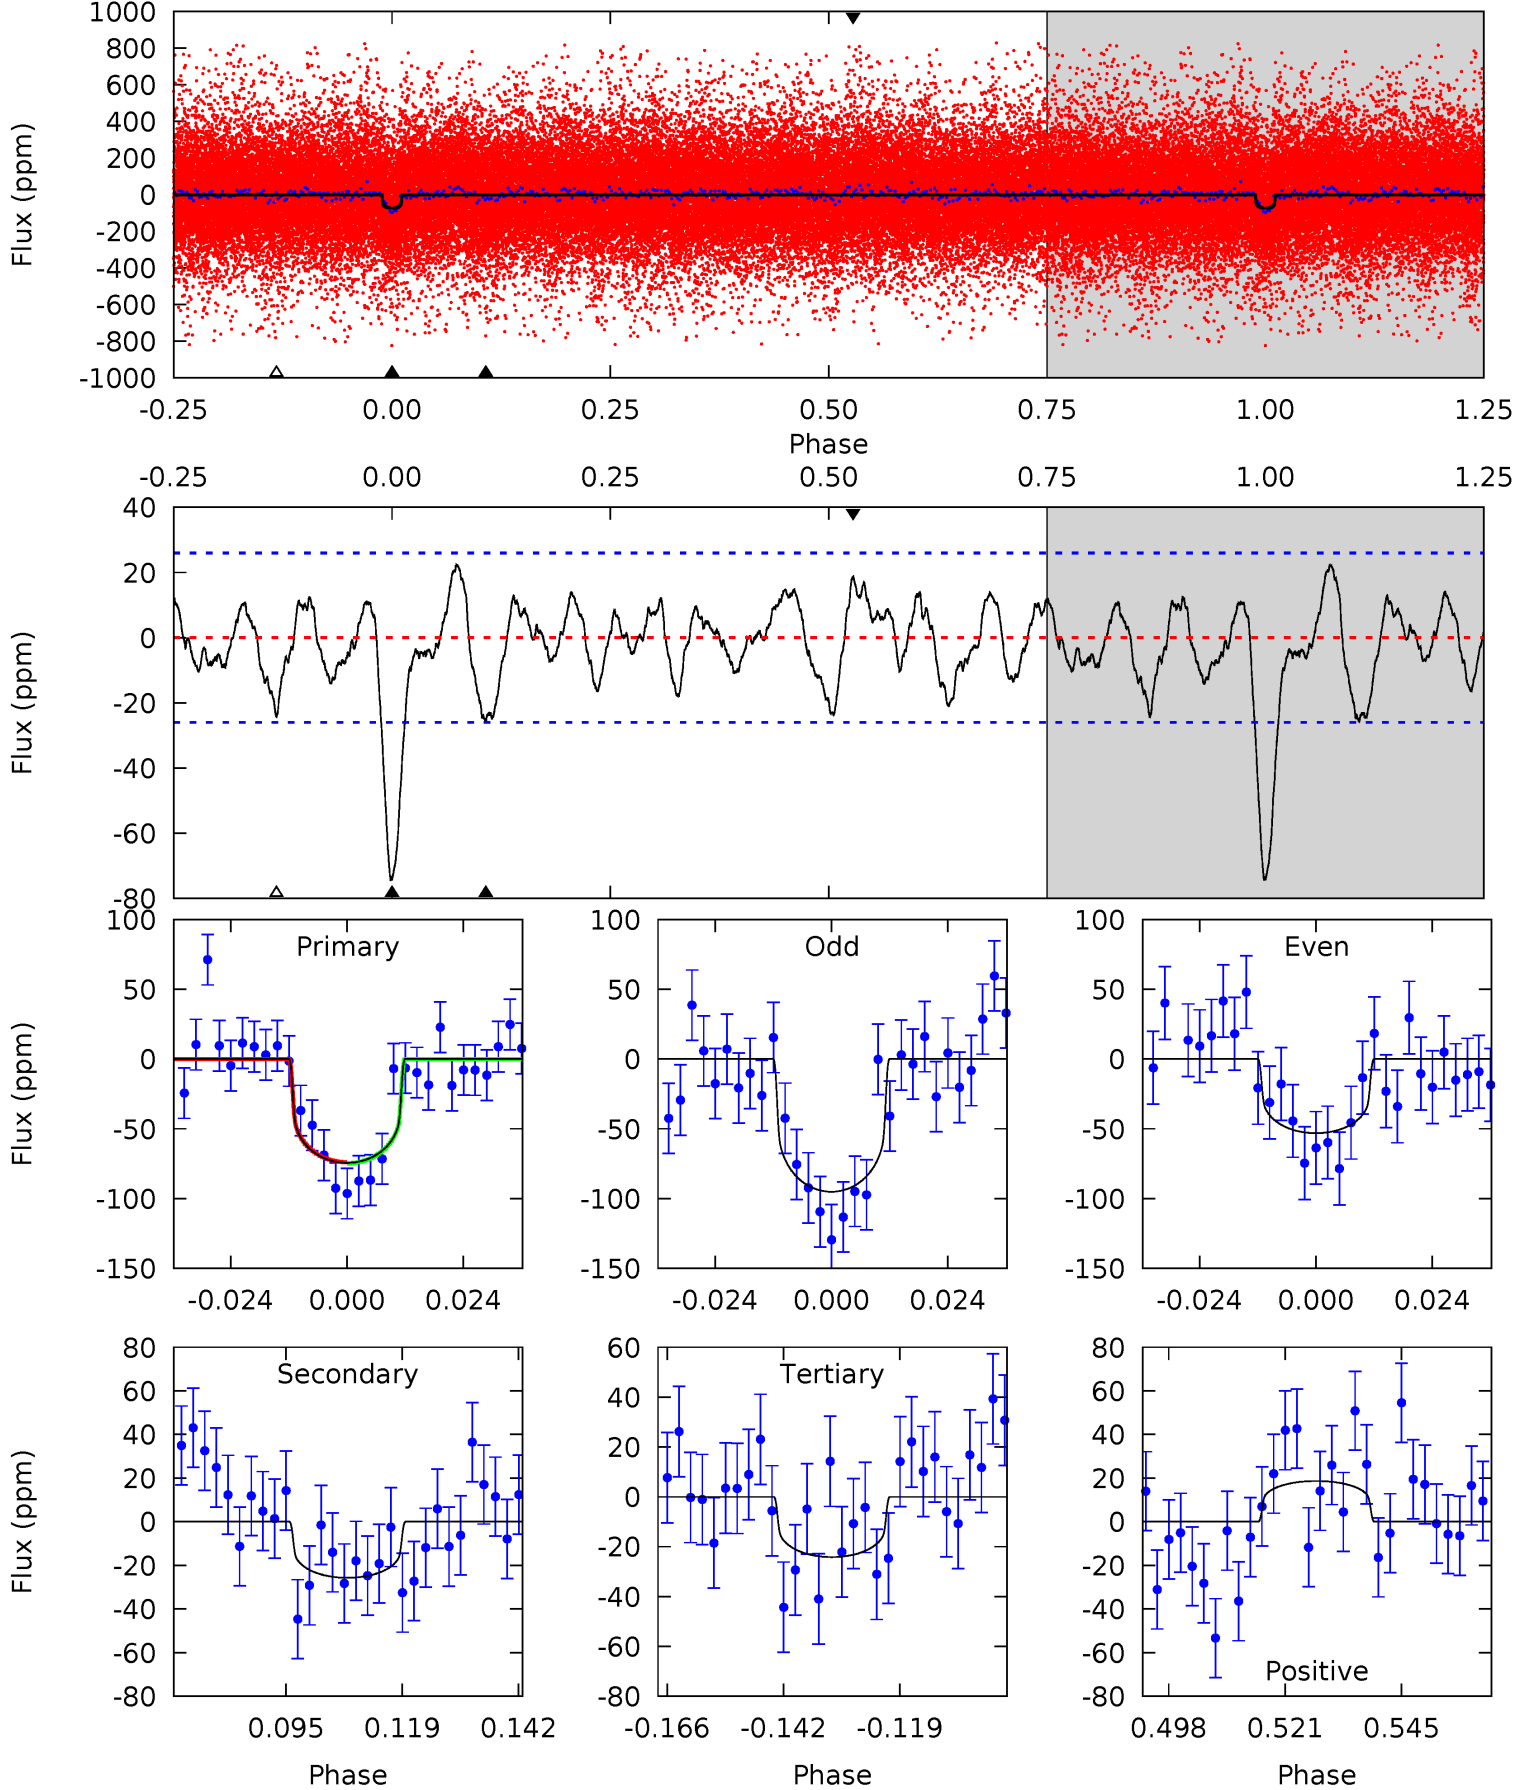 1000
800
600
400
200
0
-200
-400
-600
-800
-1000
Flux (ppm)
-0.25 0.00 0.25 0.50 0.75 1.00 1.25
Phase
-0.25 0.00 0.25 0.50 0.75 1.00 1.25
40
20
0
-20
-40
-60
-80
Flux (ppm)
Primary Odd Even
100 100 100
50 50 50
0 0 0
-50 -50 -50
-100 -100 -100
-150 -150 -150
Flux (ppm)
-0.024 0.000 0.024 -0.024 0.000 0.024 -0.024 0.000 0.024
Secondary Tertiary
80 60 80
60 40 60
40 20 40
20 0 20
0 -20 0
-20 -40 -20
-40 -60 -40
-60 -80 -60
-80 -80
Positive
Flux (ppm)
0.095 0.119 0.142 -0.166 -0.142 -0.119 0.498 0.521 0.545
Phase Phase Phase